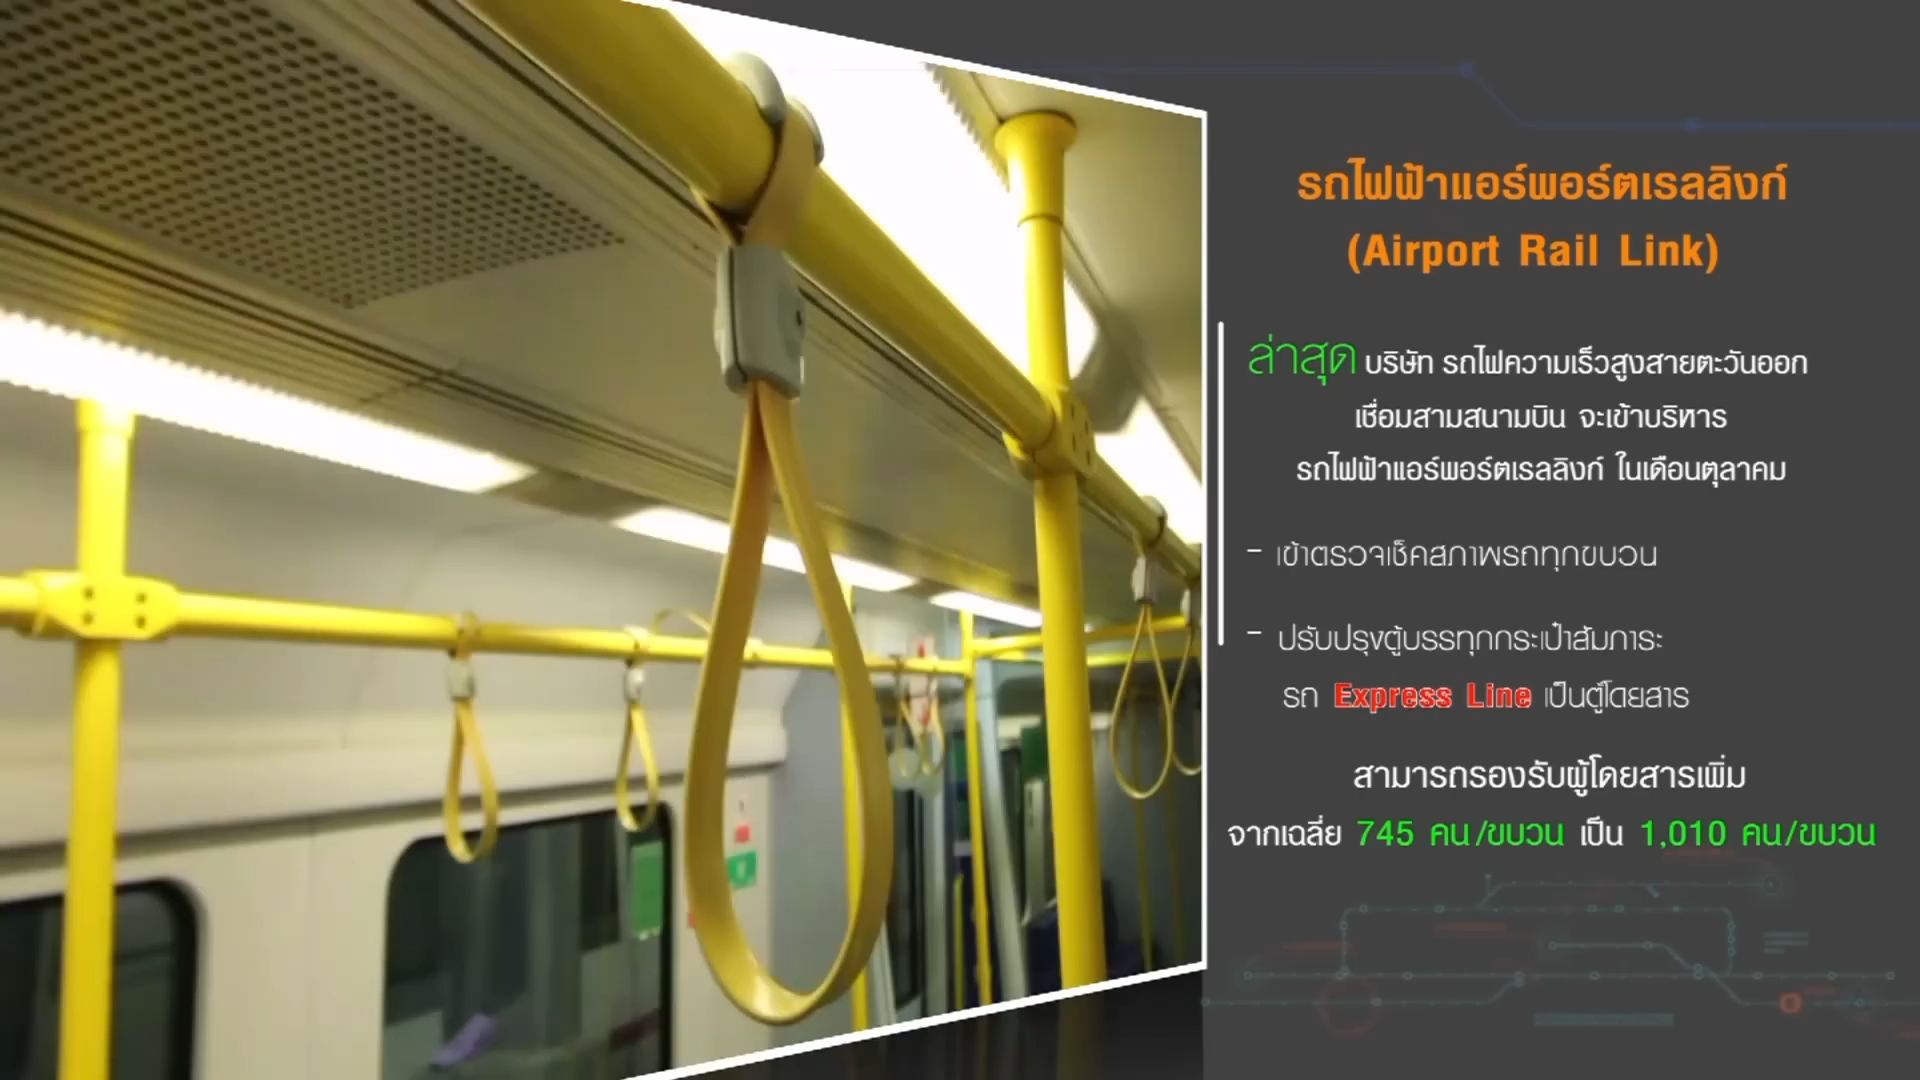 รถไฟฟ้าแอร์พอร์ตเรลลิงก์
(Airport Rail Link)
ล่าสุด บริษัท รถไฟความเร็วสูงสายตะวันออก
เชื่อมสามสนามบิน จะเข้าบริหาร
รถไฟฟ้าแอร์พอร์ตเรลลิงก์ ในเดือนตุลาคม
- เข้าตรวจเช็คสภาพรถทุกขบวน
- ปรับปรุงตู้บรรทุกกระเป๋าสัมภาระ
รถ Express Line เป็นตู้โดยสาร
สามารถรองรับผู้โดยสารเพิ่ม
จากเฉลี่ย 745 คน/ขบวน เป็น 1,010 คน/ขบวน